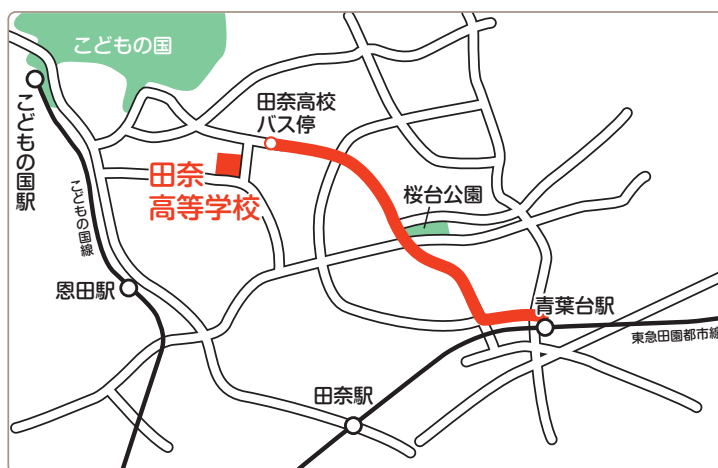 こどもの国
こどもの国駅
こどもの国線
田奈高校
バス停
田奈
高等学校
桜台公園
恩田駅
青葉台駅
東急田園都市線
田奈駅